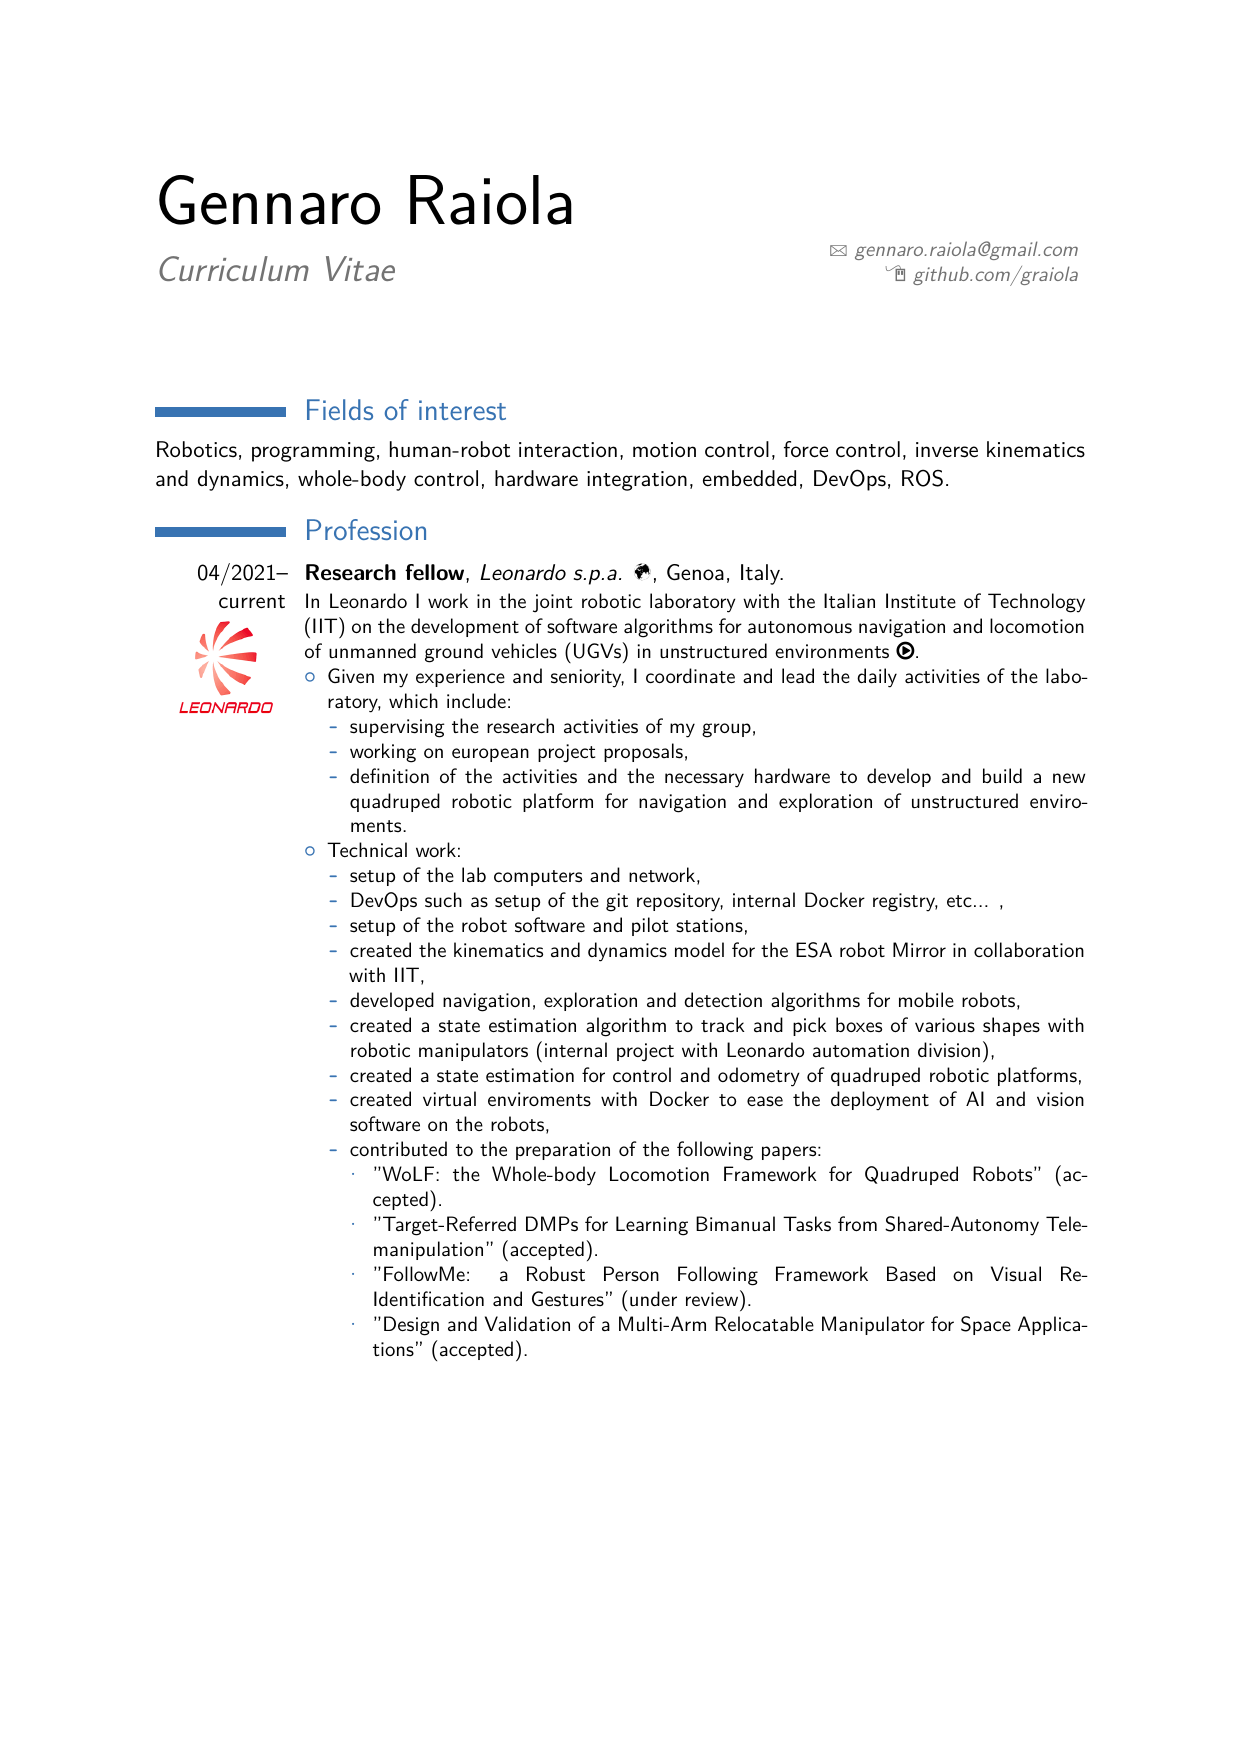 Gennaro Raiola
Curriculum Vitae
gennaro.raiola@gmail.com
github.com/graiola
Fields of interest
Robotics, programming, human-robot interaction, motion control, force control, inverse kinematics
and dynamics, whole-body control, hardware integration, embedded, DevOps, ROS.
Profession
04/2021–
current
LEONARDO
Research fellow, Leonardo s.p.a. , Genoa, Italy.
In Leonardo I work in the joint robotic laboratory with the Italian Institute of Technology
(IIT) on the development of software algorithms for autonomous navigation and locomotion
of unmanned ground vehicles (UGVs) in unstructured environments .
○ Given my experience and seniority, I coordinate and lead the daily activities of the labo-
ratory, which include:
- supervising the research activities of my group,
- working on european project proposals,
- definition of the activities and the necessary hardware to develop and build a new
quadruped robotic platform for navigation and exploration of unstructured enviro-
ments.
○ Technical work:
- setup of the lab computers and network,
- DevOps such as setup of the git repository, internal Docker registry, etc... ,
- setup of the robot software and pilot stations,
- created the kinematics and dynamics model for the ESA robot Mirror in collaboration
with IIT,
- developed navigation, exploration and detection algorithms for mobile robots,
- created a state estimation algorithm to track and pick boxes of various shapes with
robotic manipulators (internal project with Leonardo automation division),
- created a state estimation for control and odometry of quadruped robotic platforms,
- created virtual enviroments with Docker to ease the deployment of AI and vision
software on the robots,
- contributed to the preparation of the following papers:
· ”WoLF: the Whole-body Locomotion Framework for Quadruped Robots” (ac-
cepted).
· ”Target-Referred DMPs for Learning Bimanual Tasks from Shared-Autonomy Tele-
manipulation” (accepted).
· ”FollowMe: a Robust Person Following Framework Based on Visual Re-
Identification and Gestures” (under review).
· ”Design and Validation of a Multi-Arm Relocatable Manipulator for Space Applica-
tions” (accepted).